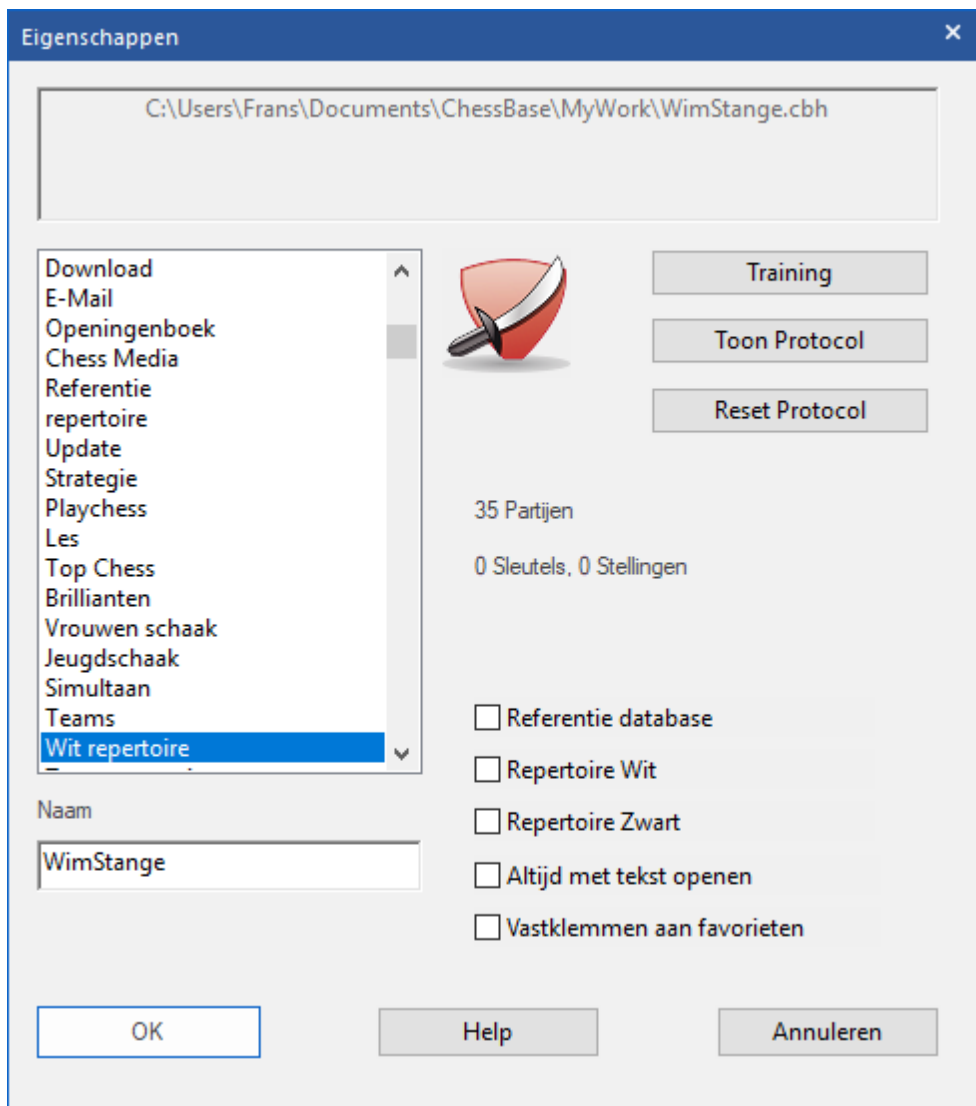 Eigenschappen
C:\Users\Frans\Documents\ChessBase\MyWork\WimStange.cbh
Download
E-Mail
Openingenboek
Chess Media
Referentie
repertoire
Update
Strategie
Playchess
Les
Top Chess
Brillianten
Vrouwen schaak
Jeugdschaak
Simultaan
Teams
Wit repertoire
Training
Toon Protocol
Reset Protocol
35 Partijen
0 Sleutels, 0 Stellingen
Referentie database
Repertoire Wit
Repertoire Zwart
Altijd met tekst openen
Vastklemmen aan favorieten
Naam
WimStange
OK
Help
Annuleren